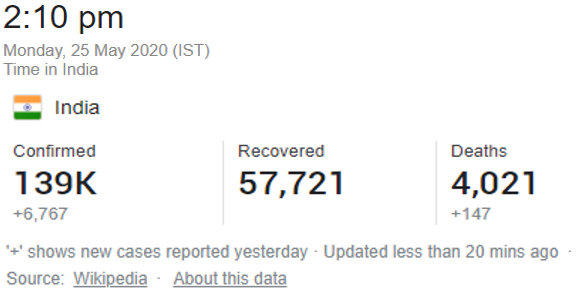 2:10 pm
Monday, 25 May 2020 (IST)
Time in India
India
Confirmed Recovered Deaths
139K 57,721 4,021
+6,767 +147
'+' shows new cases reported yesterday · Updated less than 20 mins ago ·
Source: Wikipedia · About this data